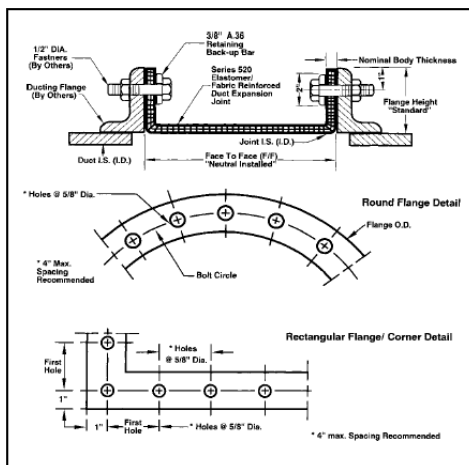 3/8" A.36
Retaining
Back-up Bar
1/2" DIA.
Fastners
(By Others)
Nominal Body Thickness
Series 520
Elastomer/
Fabric Reinforced
Duct Expansion
Joint
Ducting Flange
(By Others)
2"
1"
Flange Height
"Standard"
Joint I.S. (I.D.)
Duct I.S. (I.D.)
Face To Face (F/F)
"Neutral Installed"
* Holes @ 5/8" Dia.
Round Flange Detail
Flange O.D.
Bolt Circle
* 4" Max.
Spacing
Recommended
Rectangular Flange/ Corner Detail
* Holes
@ 5/8" Dia.
First
Hole
1"
1"
First
Hole
* Holes @ 5/8" Dia.
* 4" max. Spacing Recommended